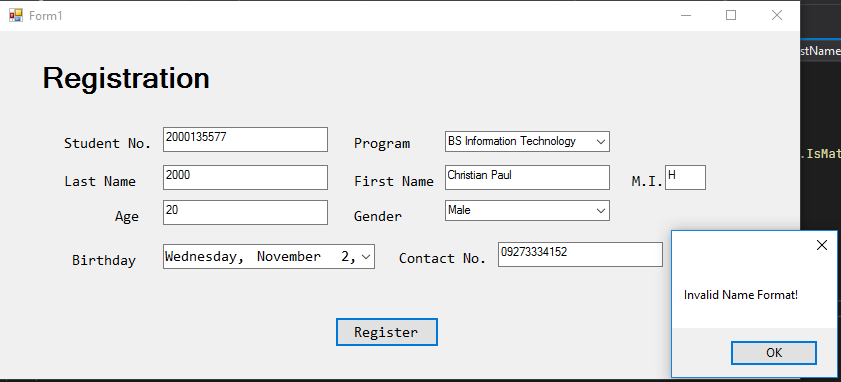 Form1
stName
Registration
Student No. 2000135577 Program BS Information Technology
.IsMat
Last Name 2000 First Name Christian Paul M.I. H
Age 20 Gender Male
Birthday Wednesday, November 2, Contact No. 09273334152
Invalid Name Format!
Register
OK